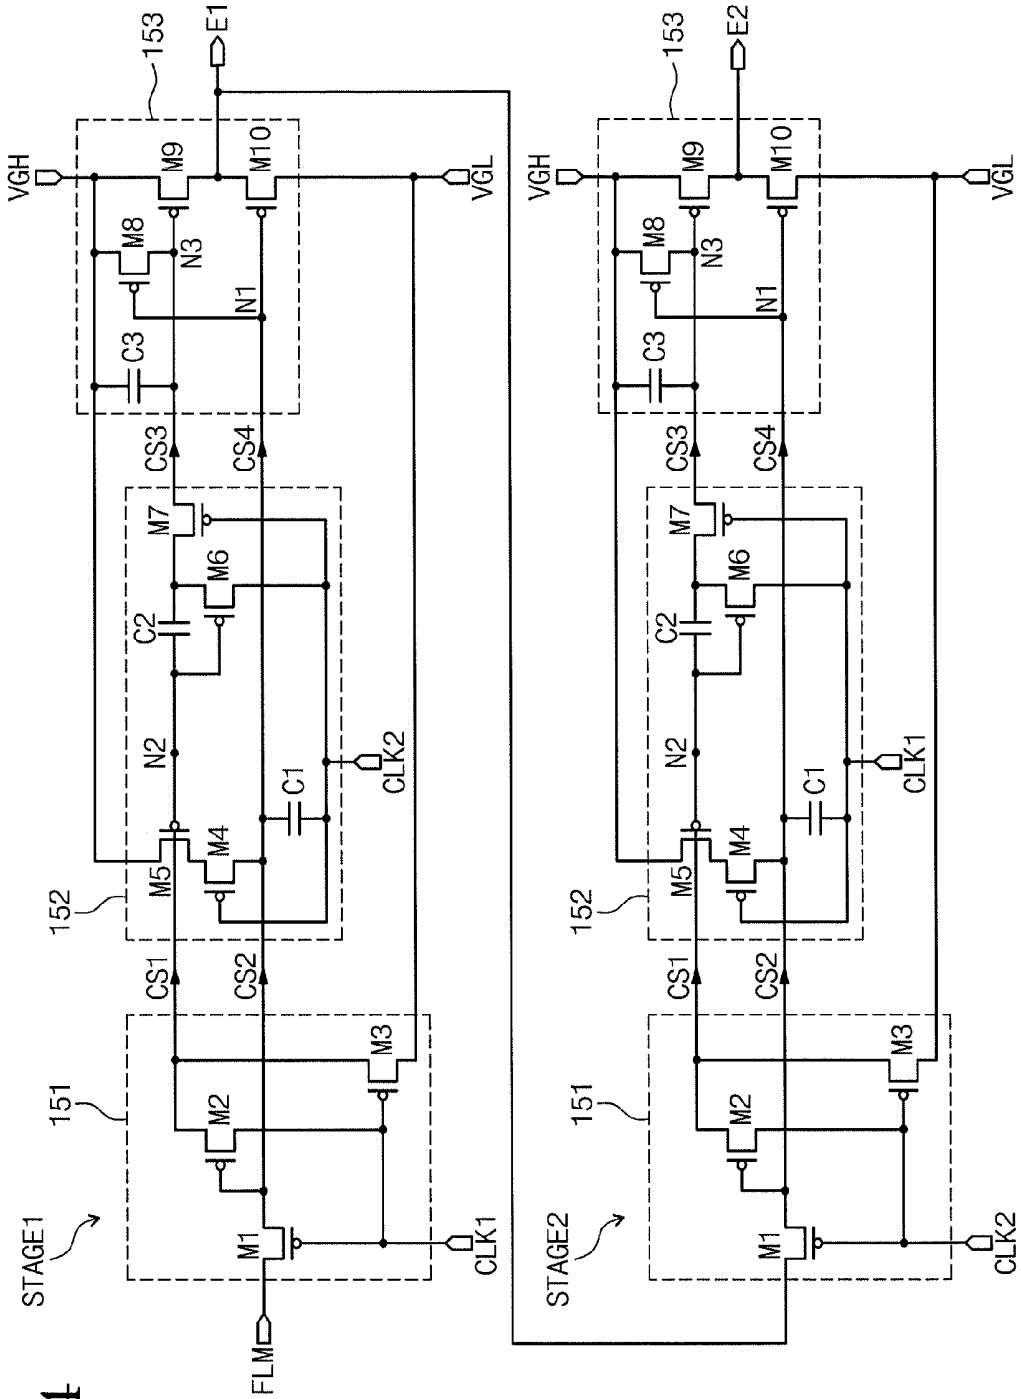 4
STAGE1
FLM
M1
CLK1
151
M2
M3
CS1
CS2
152
M5
M4
C1
N2
CLK2
C2
M6
M7
CS3
CS4
C3
N1
M8
N3
M9
M10
VGH
VGL
153
E1
STAGE2
M1
CLK2
151
M2
M3
CS1
CS2
152
M5
M4
C1
N2
CLK1
C2
M6
M7
CS3
CS4
C3
N1
M8
N3
M9
M10
VGH
VGL
153
E2